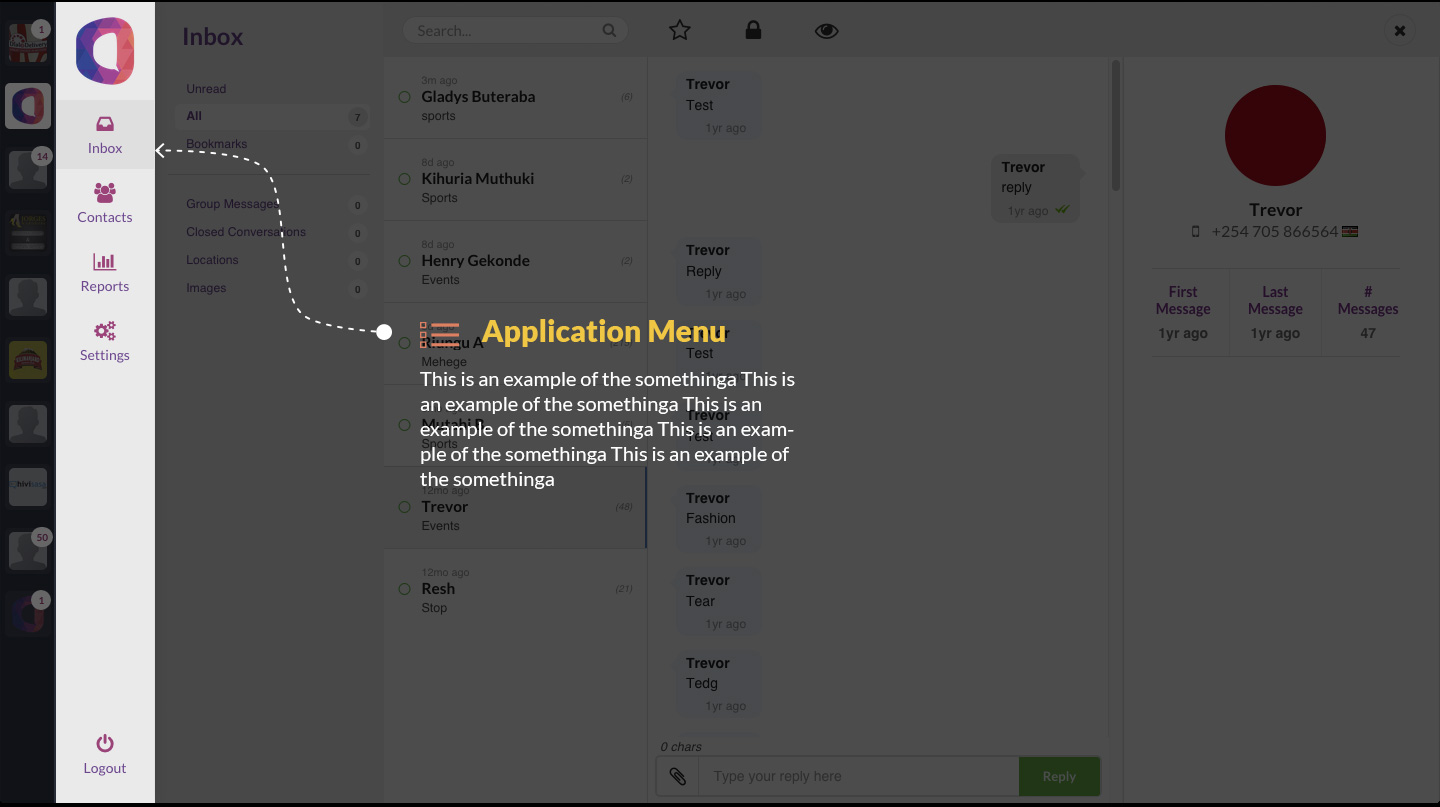 1
14
50
1
Inbox
Contacts
Reports
Settings
Logout
Inbox
Unread
All 7
Bookmarks 0
Group Messages 0
Closed Conversations 0
Locations 0
Images 0
Search...
3m ago
Gladys Buteraba (6)
sports
8d ago
Kihuria Muthuki (2)
Sports
8d ago
Henry Gekonde (2)
Events
Mehege
Sports
12mo ago
Trevor (48)
Events
12mo ago
Resh (21)
Stop
Application Menu
This is an example of the somethinga This is
an example of the somethinga This is an
example of the somethinga This is an exam-
ple of the somethinga This is an example of
the somethinga
Trevor
Test
1yr ago
Trevor
reply
1yr ago
Trevor
Reply
1yr ago
Trevor
Test
Trevor
Test
Trevor
Fashion
1yr ago
Trevor
Tear
1yr ago
Trevor
Tedg
1yr ago
0 chars
Type your reply here
Reply
Trevor
+254 705 866564
First Message
1yr ago
Last Message
1yr ago
# Messages
47